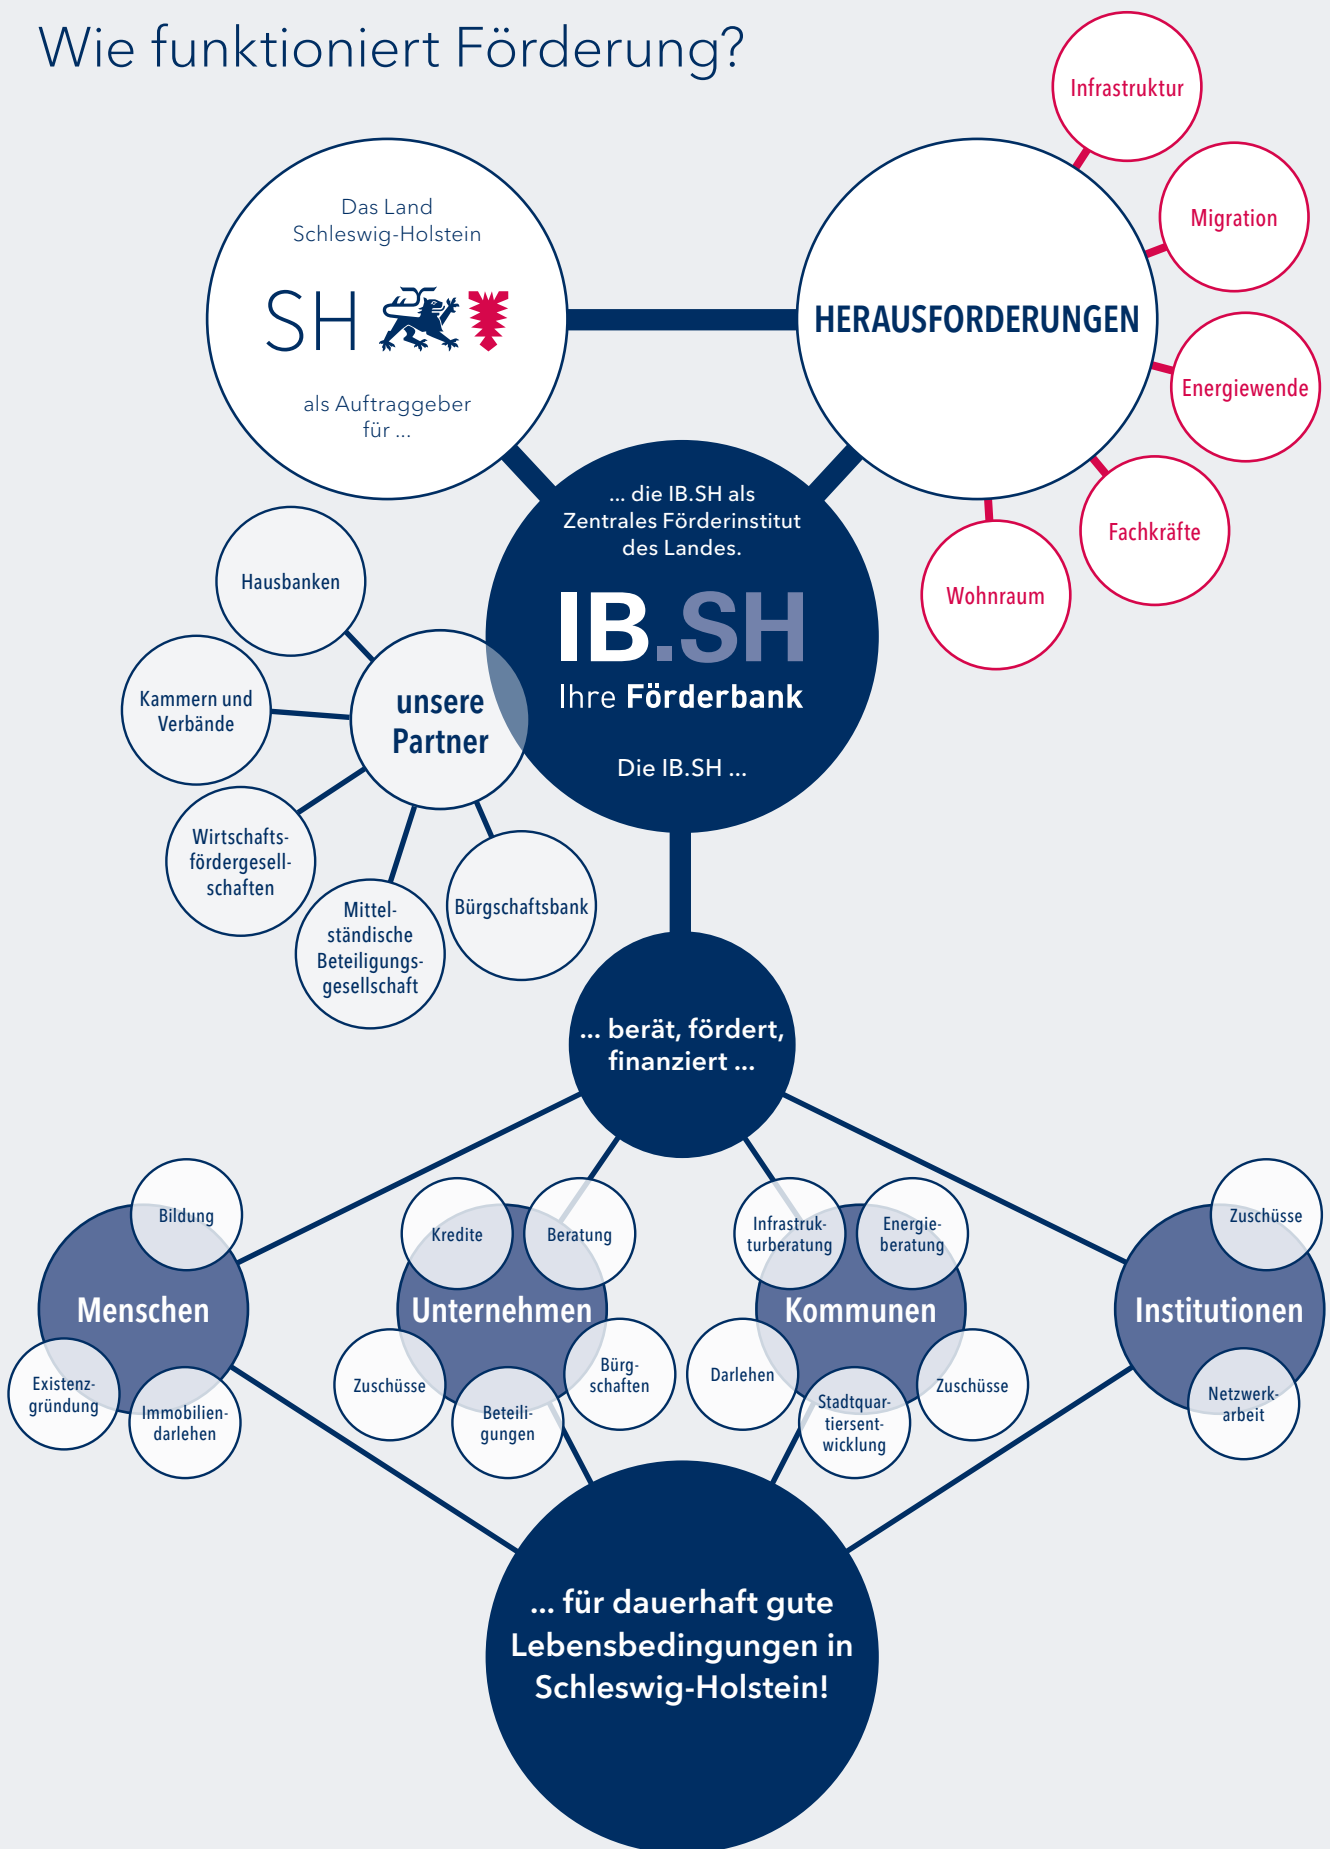 Wie funktioniert Förderung?
Das Land
Schleswig-Holstein
SH
als Auftraggeber
für ...
HERAUSFORDERUNGEN
Infrastruktur
Migration
Energiewende
Fachkräfte
Wohnraum
... die IB.SH als
Zentrales Förderinstitut
des Landes.
IB.SH
Ihre Förderbank
Die IB.SH ...
unsere
Partner
Hausbanken
Kammern und
Verbände
Wirtschafts-
fördergesell-
schaften
Mittel-
ständische
Beteiligungs-
gesellschaft
Bürgschaftsbank
... berät, fördert,
finanziert ...
Menschen
Bildung
Existenz-
gründung
Immobilien-
darlehen
Unternehmen
Kredite
Beratung
Zuschüsse
Beteili-
gungen
Bürg-
schaften
Kommunen
Infrastruk-
turberatung
Energie-
beratung
Darlehen
Stadtquar-
tiersent-
wicklung
Zuschüsse
Institutionen
Zuschüsse
Netzwerk-
arbeit
... für dauerhaft gute
Lebensbedingungen in
Schleswig-Holstein!